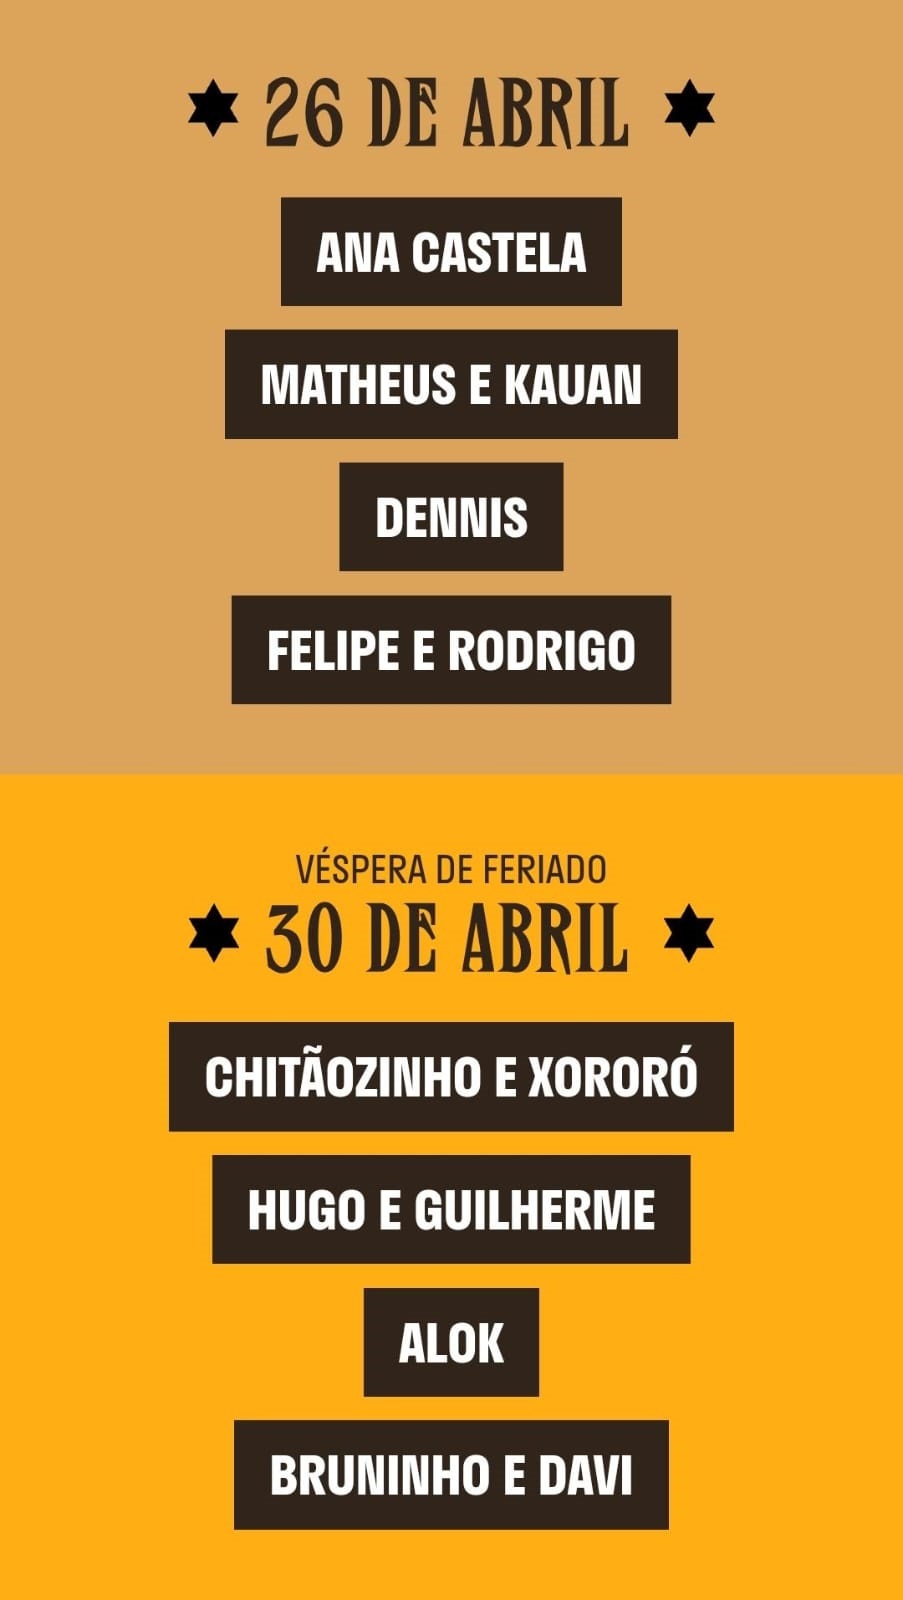 26 DE ABRIL
ANA CASTELA
MATHEUS E KAUAN
DENNIS
FELIPE E RODRIGO
VÉSPERA DE FERIADO
30 DE ABRIL
CHITÃOZINHO E XORORÓ
HUGO E GUILHERME
ALOK
BRUNINHO E DAVI